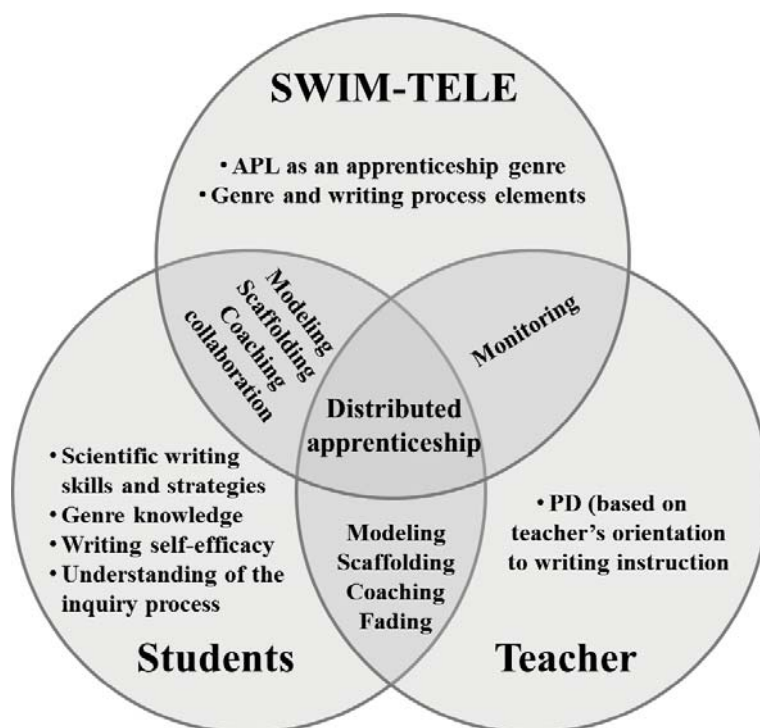 SWIM-TELE
• APL as an apprenticeship genre
• Genre and writing process elements
Modeling
Scaffolding
Coaching
collaboration
Monitoring
Distributed
apprenticeship
• Scientific writing
skills and strategies
• Genre knowledge
• Writing self-efficacy
• Understanding of the
inquiry process
Students
Modeling
Scaffolding
Coaching
Fading
• PD (based on
teacher's orientation
to writing instruction
Teacher